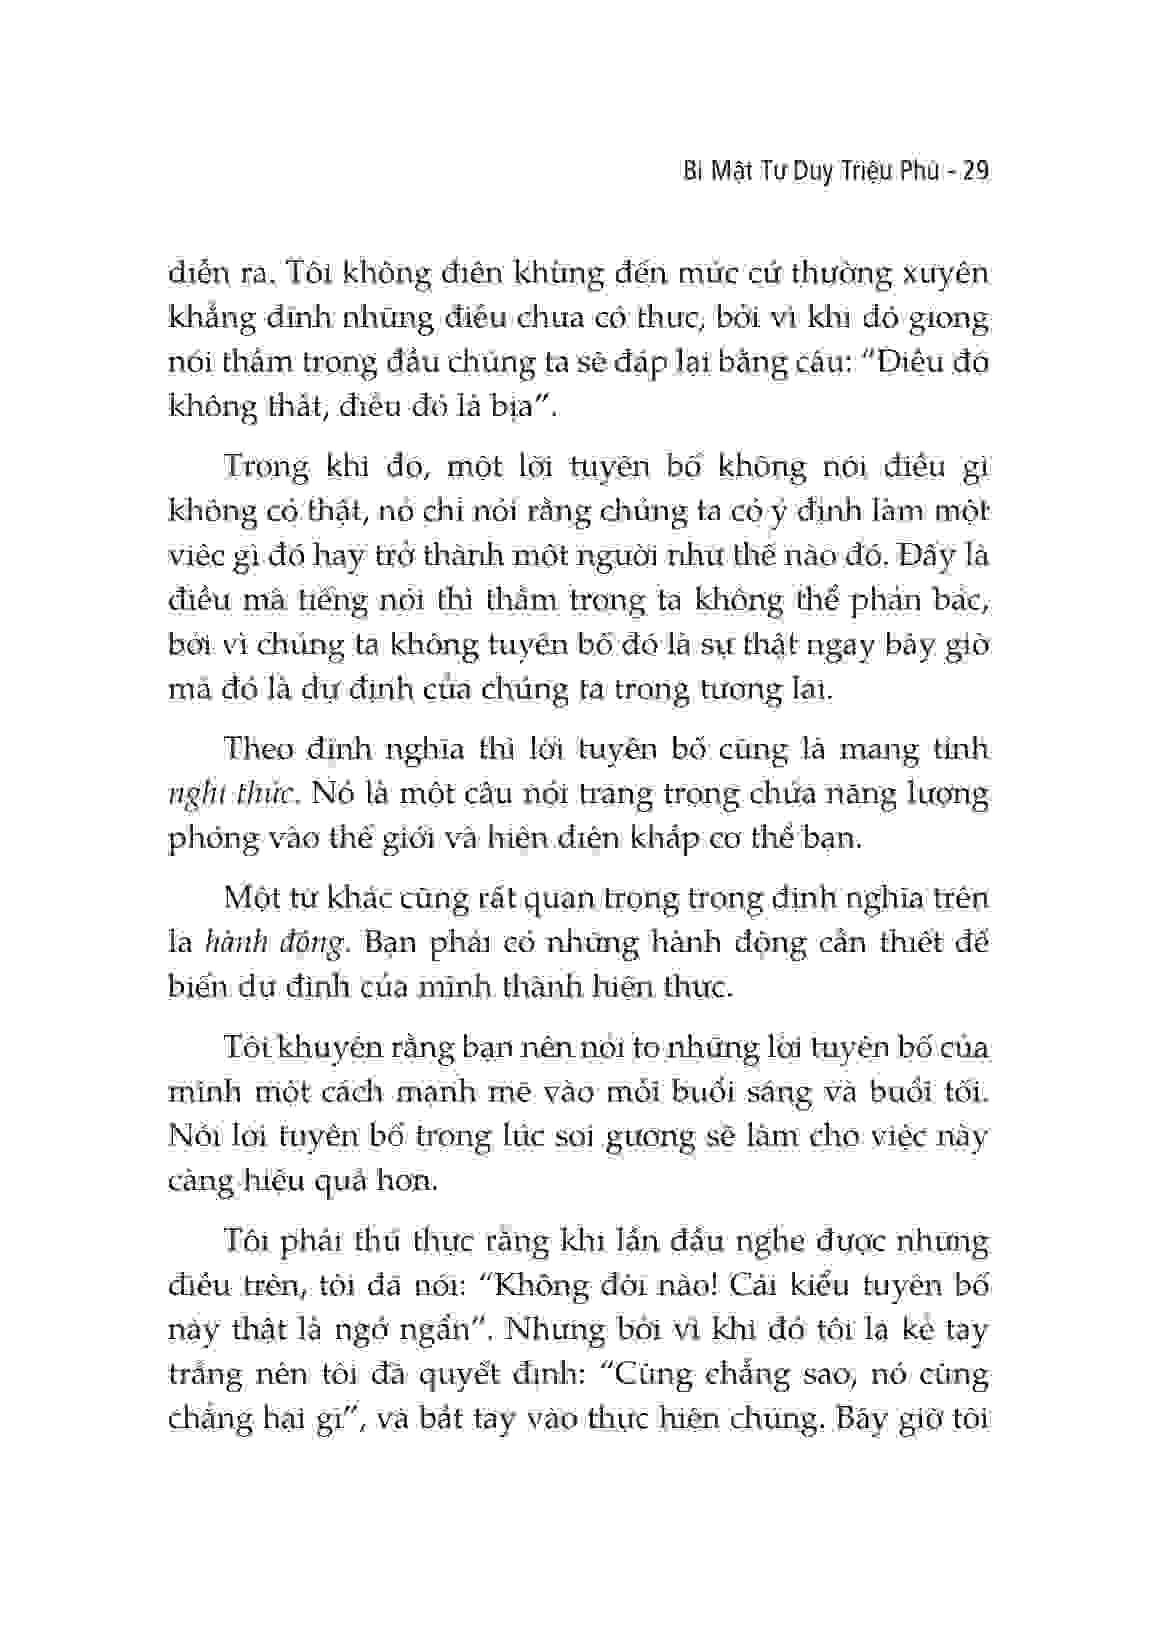 Bí Mật Tư Duy Triệu Phú - 29
diễn ra. Tôi không điên khùng đến mức cứ thường xuyên
khẳng định những điều chưa có thực, bởi vì khi đó giọng
nói thầm trong đầu chúng ta sẽ đáp lại bằng câu: “Điều đó
không thật, điều đó là bịa”.
Trong khi đó, một lời tuyên bố không nói điều gì
không có thật, nó chỉ nói rằng chúng ta có ý định làm một
việc gì đó hay trở thành một người như thế nào đó. Đấy là
điều mà tiếng nói thì thầm trong ta không thể phản bác,
bởi vì chúng ta không tuyên bố đó là sự thật ngay bây giờ
mà đó là dự định của chúng ta trong tương lai.
Theo định nghĩa thì lời tuyên bố cũng là mang tính
nghi thức. Nó là một câu nói trang trọng chứa năng lượng
phóng vào thế giới và hiện diện khắp cơ thể bạn.
Một từ khác cũng rất quan trọng trong định nghĩa trên
là hành động. Bạn phải có những hành động cần thiết để
biến dự định của mình thành hiện thực.
Tôi khuyên rằng bạn nên nói to những lời tuyên bố của
mình một cách mạnh mẽ vào mỗi buổi sáng và buổi tối.
Nói lời tuyên bố trong lúc soi gương sẽ làm cho việc này
càng hiệu quả hơn.
Tôi phải thú thực rằng khi lần đầu nghe được những
điều trên, tôi đã nói: “Không đời nào! Cái kiểu tuyên bố
này thật là ngớ ngẩn”. Nhưng bởi vì khi đó tôi là kẻ tay
trắng nên tôi đã quyết định: “Cũng chẳng sao, nó cũng
chẳng hại gì”, và bắt tay vào thực hiện chúng. Bây giờ tôi